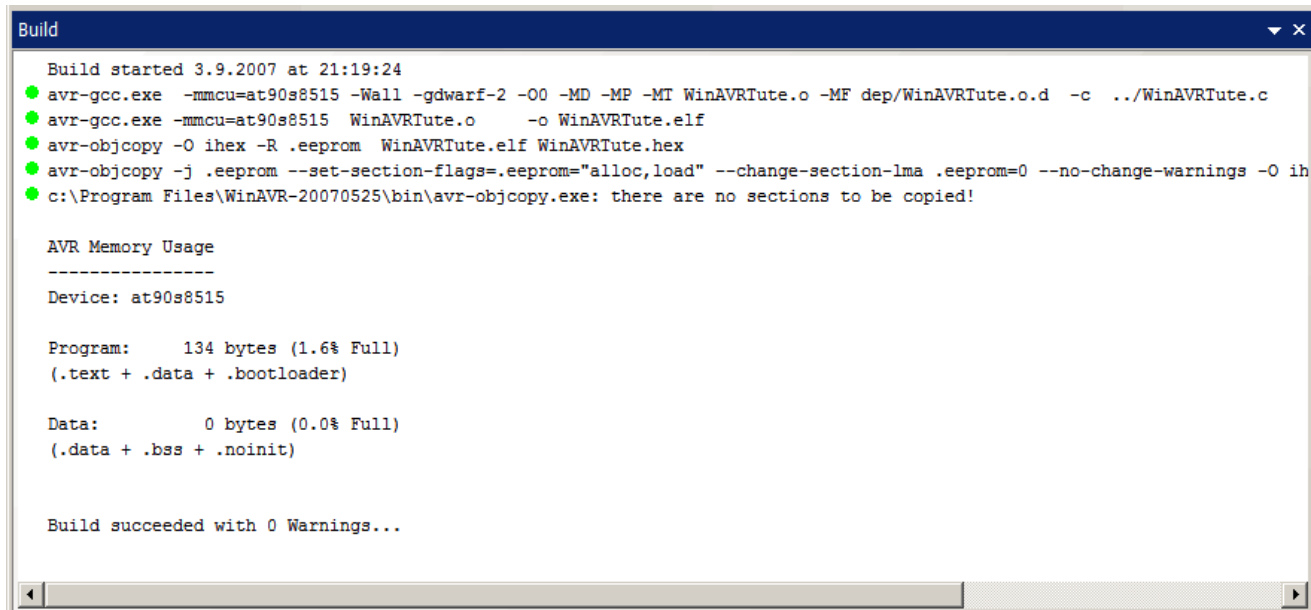 Build
Build started 3.9.2007 at 21:19:24
avr-gcc.exe  -mmcu=at90s8515 -Wall -gdwarf-2 -O0 -MD -MP -MT WinAVRTute.o -MF dep/WinAVRTute.o.d  -c  ../WinAVRTute.c
avr-gcc.exe -mmcu=at90s8515  WinAVRTute.o     -o WinAVRTute.elf
avr-objcopy -O ihex -R .eeprom  WinAVRTute.elf WinAVRTute.hex
avr-objcopy -j .eeprom --set-section-flags=.eeprom="alloc,load" --change-section-lma .eeprom=0 --no-change-warnings -O ih
c:\Program Files\WinAVR-20070525\bin\avr-objcopy.exe: there are no sections to be copied!
AVR Memory Usage
----------------
Device: at90s8515
Program:     134 bytes (1.6% Full)
(.text + .data + .bootloader)
Data:          0 bytes (0.0% Full)
(.data + .bss + .noinit)
Build succeeded with 0 Warnings...